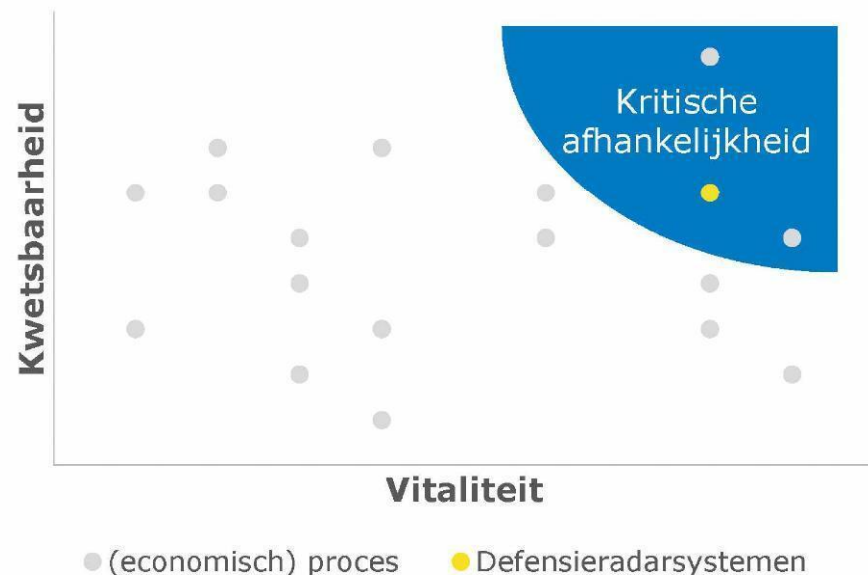 Kwetsbaarheid
Kritische
afhankelijkheid
Vitaliteit
(economisch) proces
Defensieradarsystemen